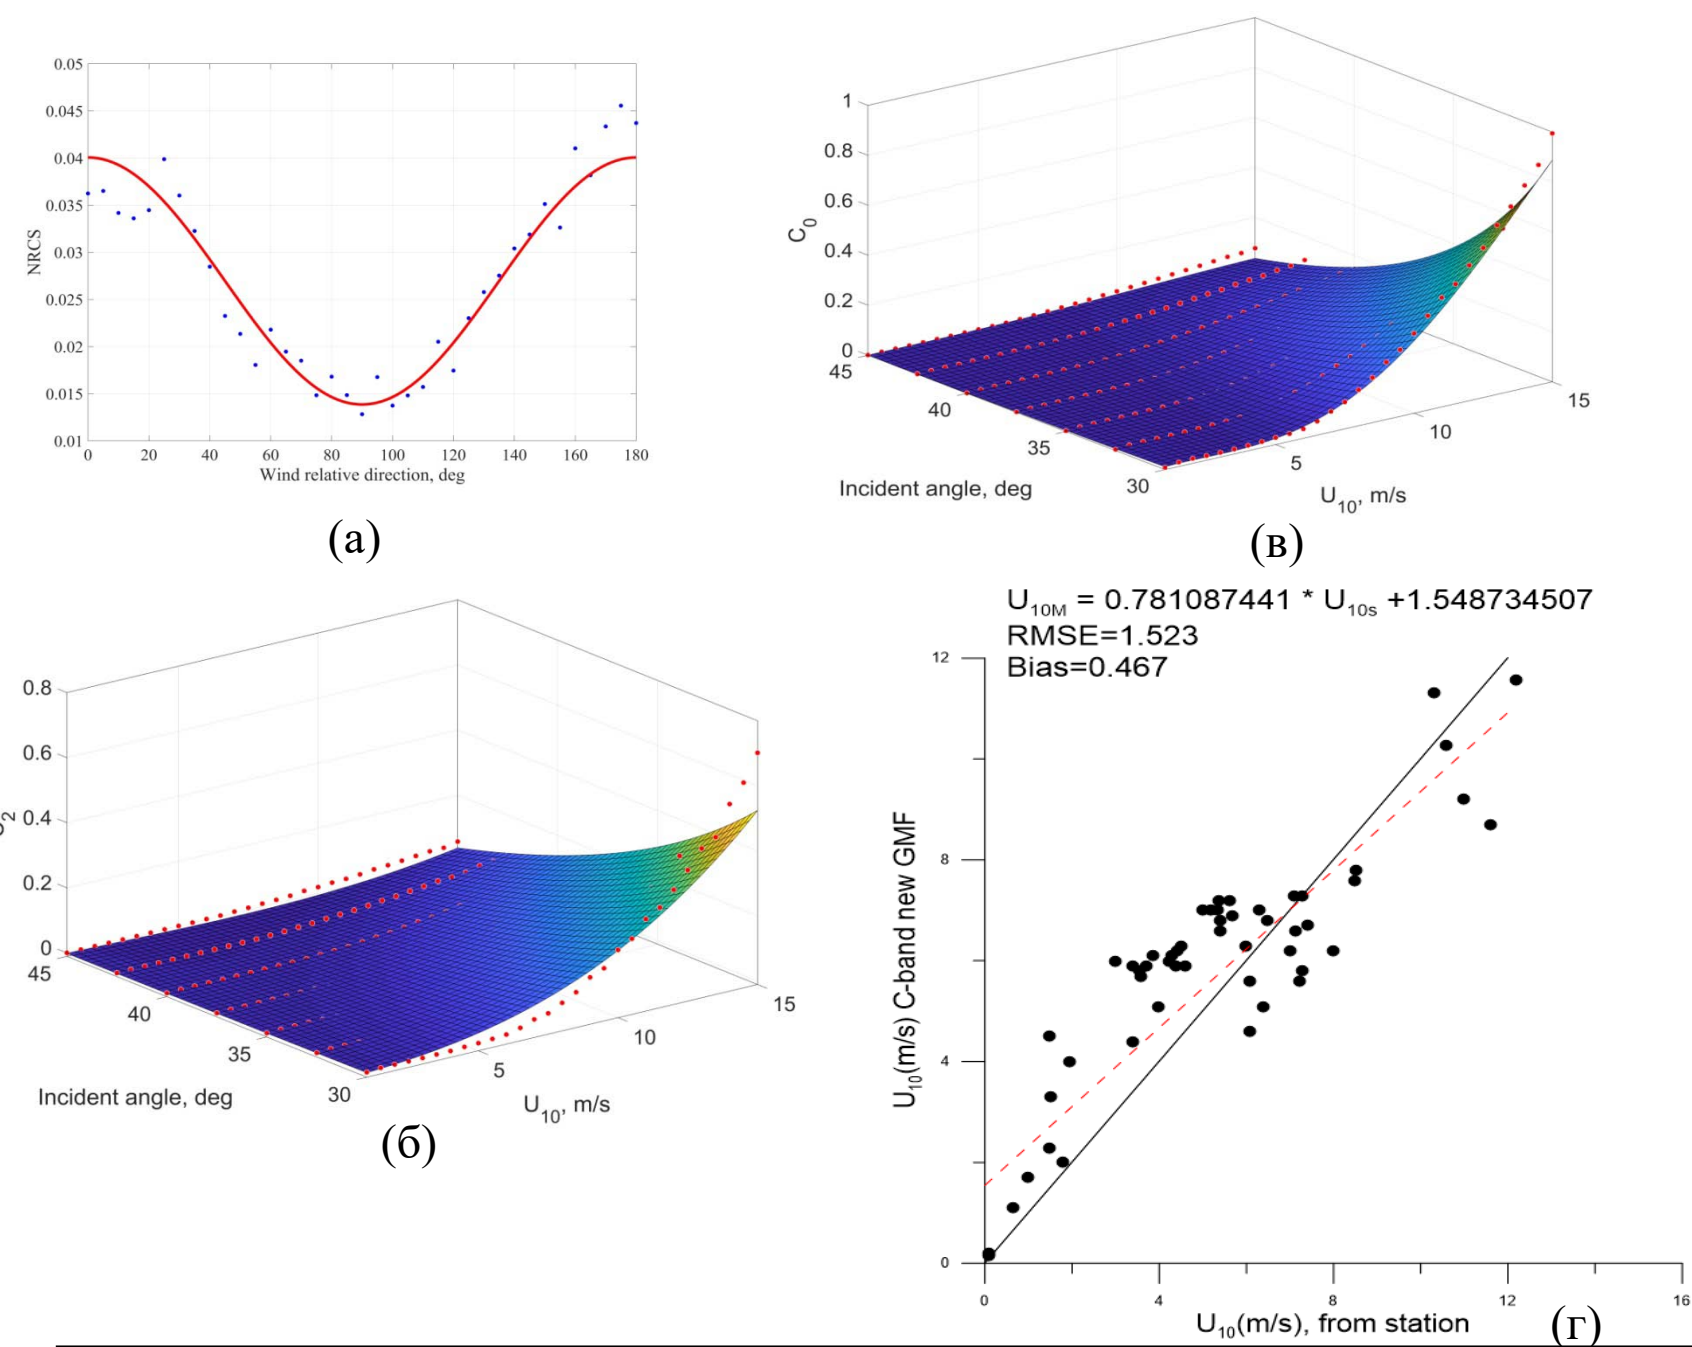 0.05
0.045
0.04
0.035
0.03
0.025
0.02
0.015
0.01
NRCS
0 20 40 60 80 100 120 140 160 180
Wind relative direction, deg
(а)
1
0.8
0.6
0.4
0.2
0
C0
45
40
35
30
5
10
15
Incident angle, deg
U10, m/s
(в)
0.8
0.6
0.4
0.2
0
45
40
35
30
5
10
15
Incident angle, deg
U10, m/s
(б)
U10M = 0.781087441 * U10s +1.548734507
RMSE=1.523
Bias=0.467
12
8
4
0
U10(m/s) C-band new GMF
0 4 8 12 16
U10(m/s), from station
(г)